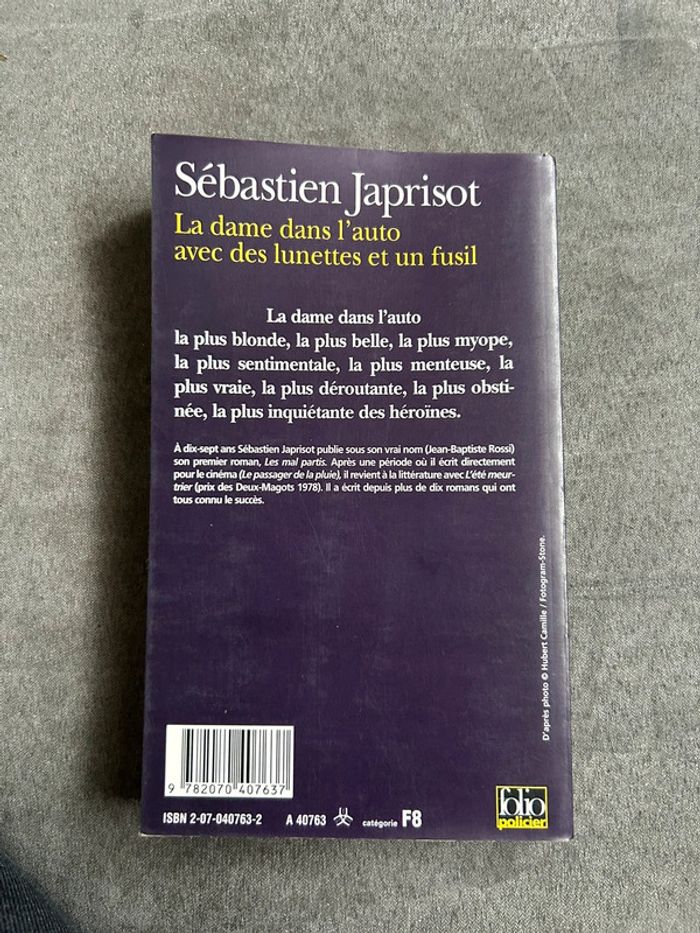 Sébastien Japrisot
La dame dans l'auto
avec des lunettes et un fusil
La dame dans l'auto
la plus blonde, la plus belle, la plus myope,
la plus sentimentale, la plus menteuse, la
plus vraie, la plus déroutante, la plus obsti-
née, la plus inquiétante des héroïnes.
À dix-sept ans Sébastien Japrisot publie sous son vrai nom (Jean-Baptiste Rossi)
son premier roman, Les mal partis. Après une période où il écrit directement
pour le cinéma (Le passager de la pluie), il revient à la littérature avec L'été meur-
trier (prix des Deux-Magots 1978). Il a écrit depuis plus de dix romans qui ont
tous connu le succès.
D'après photo © Hubert Camille / Fotogram-Stone.
9 782070 407637
ISBN 2-07-040763-2 A 40763 catégorie F8
folio
policier